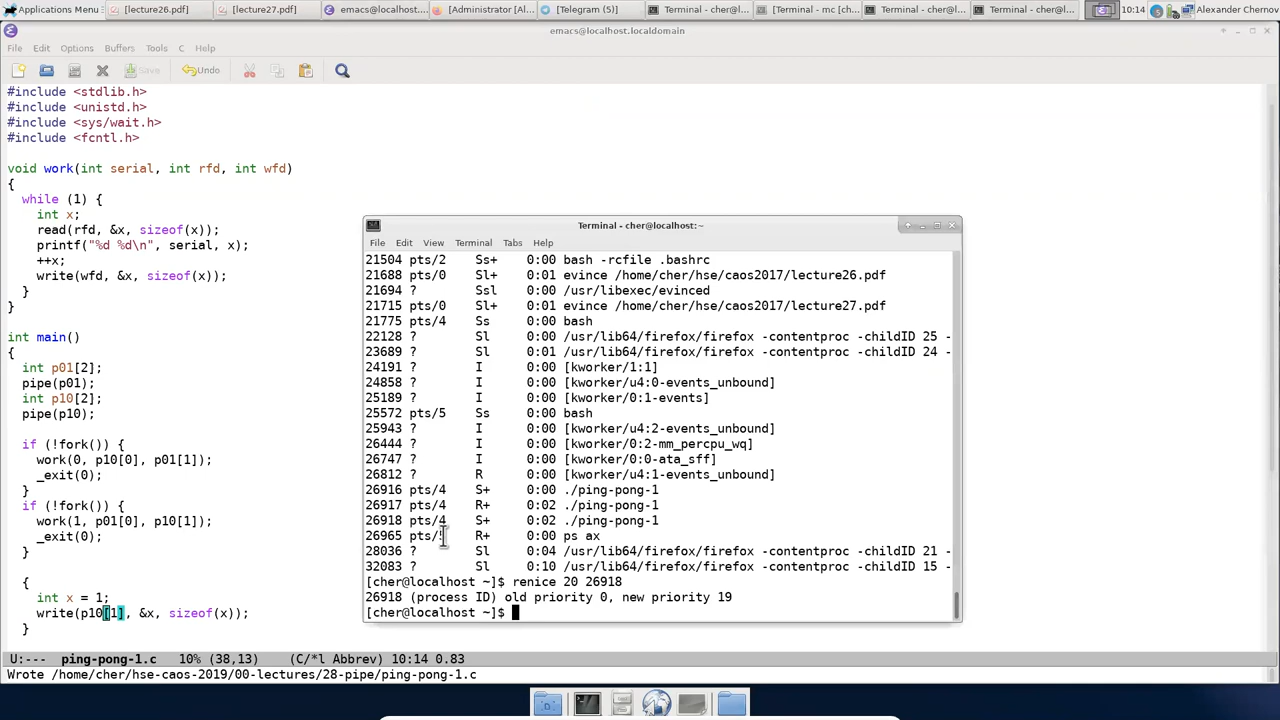 Applications Menu [lecture26.pdf] [lecture27.pdf] emacs@localhost.... [Administrator [Al... [Telegram (5)] Terminal - cher@l... [Terminal - mc [ch... Terminal - cher@l... Terminal - cher@l... 10:14 Alexander Chernov
emacs@localhost.localdomain
File Edit Options Buffers Tools C Help
Save Undo
#include <stdlib.h>
#include <unistd.h>
#include <sys/wait.h>
#include <fcntl.h>
void work(int serial, int rfd, int wfd)
{
while (1) {
int x;
read(rfd, &x, sizeof(x));
printf("%d %d\n", serial, x);
++x;
write(wfd, &x, sizeof(x));
}
}
int main()
{
int p01[2];
pipe(p01);
int p10[2];
pipe(p10);
if (!fork()) {
work(0, p10[0], p01[1]);
_exit(0);
}
if (!fork()) {
work(1, p01[0], p10[1]);
_exit(0);
}
{
int x = 1;
write(p10[1], &x, sizeof(x));
}
U:--- ping-pong-1.c 10% (38,13) (C/*l Abbrev) 10:14 0.83
Wrote /home/cher/hse-caos-2019/00-lectures/28-pipe/ping-pong-1.c
Terminal - cher@localhost:~
File Edit View Terminal Tabs Help
21504 pts/2 Ss+ 0:00 bash -rcfile .bashrc
21688 pts/0 Sl+ 0:01 evince /home/cher/hse/caos2017/lecture26.pdf
21694 ? Ssl 0:00 /usr/libexec/evinced
21715 pts/0 Sl+ 0:01 evince /home/cher/hse/caos2017/lecture27.pdf
21775 pts/4 Ss 0:00 bash
22128 ? Sl 0:00 /usr/lib64/firefox/firefox -contentproc -childID 25 -
23689 ? Sl 0:01 /usr/lib64/firefox/firefox -contentproc -childID 24 -
24191 ? I 0:00 [kworker/1:1]
24858 ? I 0:00 [kworker/u4:0-events_unbound]
25189 ? I 0:00 [kworker/0:1-events]
25572 pts/5 Ss 0:00 bash
25943 ? I 0:00 [kworker/u4:2-events_unbound]
26444 ? I 0:00 [kworker/0:2-mm_percpu_wq]
26747 ? I 0:00 [kworker/0:0-ata_sff]
26812 ? R 0:00 [kworker/u4:1-events_unbound]
26916 pts/4 S+ 0:00 ./ping-pong-1
26917 pts/4 R+ 0:02 ./ping-pong-1
26918 pts/4 S+ 0:02 ./ping-pong-1
26965 pts/5 R+ 0:00 ps ax
28036 ? Sl 0:04 /usr/lib64/firefox/firefox -contentproc -childID 21 -
32083 ? Sl 0:10 /usr/lib64/firefox/firefox -contentproc -childID 15 -
[cher@localhost ~]$ renice 20 26918
26918 (process ID) old priority 0, new priority 19
[cher@localhost ~]$